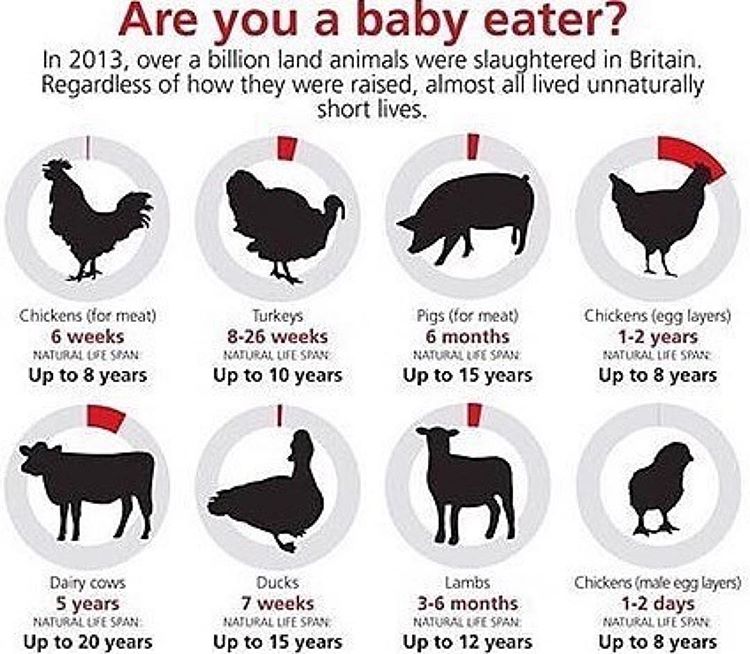 Are you a baby eater?
In 2013, over a billion land animals were slaughtered in Britain.
Regardless of how they were raised, almost all lived unnaturally
short lives.
Chickens (for meat)
6 weeks
NATURAL LIFE SPAN:
Up to 8 years
Turkeys
8-26 weeks
NATURAL LIFE SPAN:
Up to 10 years
Pigs (for meat)
6 months
NATURAL LIFE SPAN:
Up to 15 years
Chickens (egg layers)
1-2 years
NATURAL LIFE SPAN:
Up to 8 years
Dairy cows
5 years
NATURAL LIFE SPAN:
Up to 20 years
Ducks
7 weeks
NATURAL LIFE SPAN:
Up to 15 years
Lambs
3-6 months
NATURAL LIFE SPAN:
Up to 12 years
Chickens (male egg layers)
1-2 days
NATURAL LIFE SPAN:
Up to 8 years